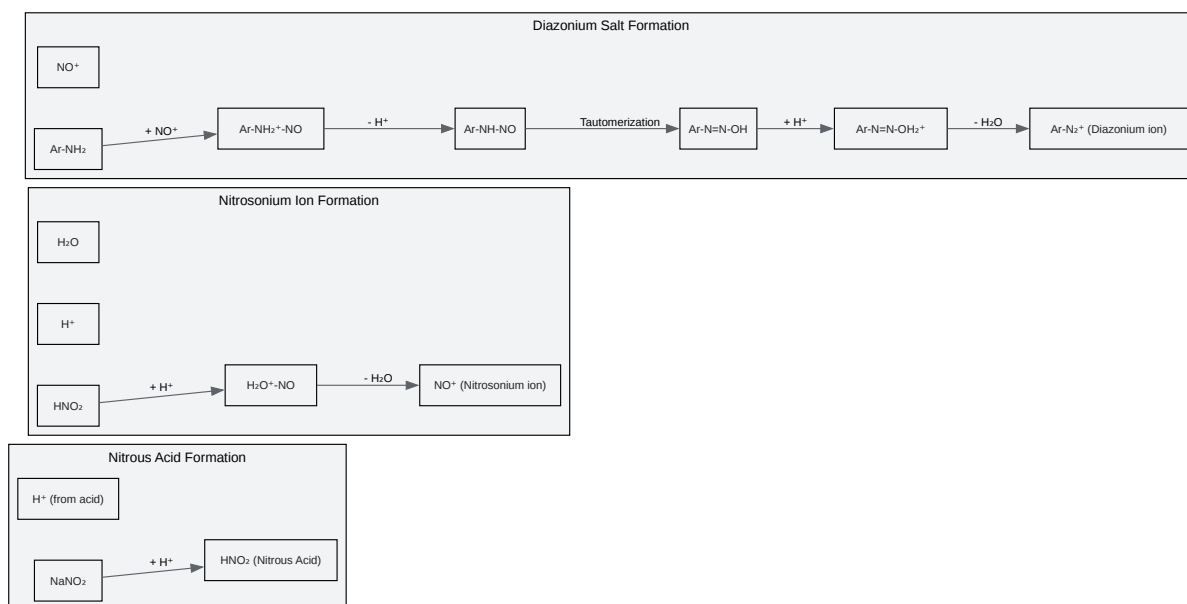 Diazonium Salt Formation
NO⁺
Ar-NH₂
+ NO⁺
Ar-NH₂⁺-NO
- H⁺
Ar-NH-NO
Tautomerization
Ar-N=N-OH
+ H⁺
Ar-N=N-OH₂⁺
- H₂O
Ar-N₂⁺ (Diazonium ion)
Nitrosonium Ion Formation
H₂O
H⁺
HNO₂
+ H⁺
H₂O⁺-NO
- H₂O
NO⁺ (Nitrosonium ion)
Nitrous Acid Formation
H⁺ (from acid)
NaNO₂
+ H⁺
HNO₂ (Nitrous Acid)